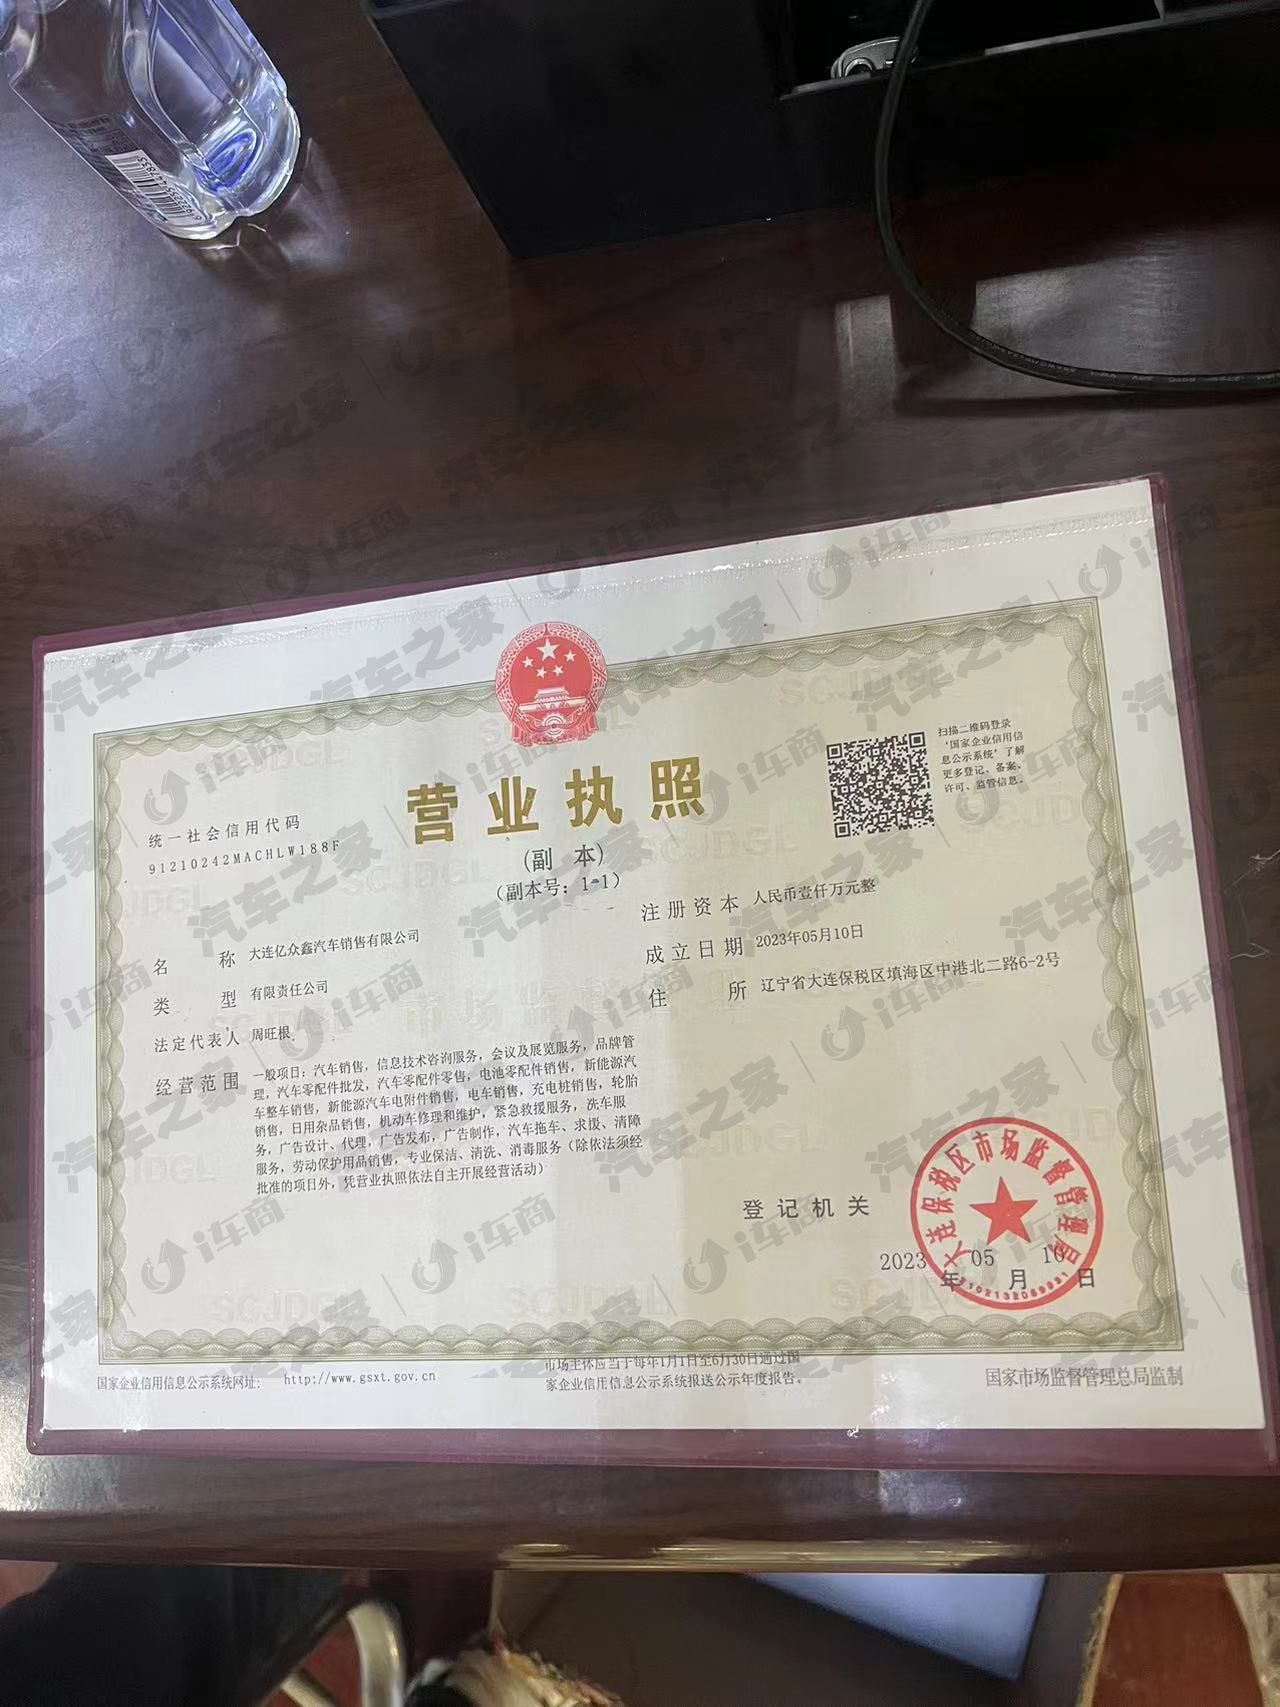 营业执照
(副 本)
(副本号：1-1)
统一社会信用代码
91210242MACHLW188F
扫描二维码登录
‘国家企业信用信
息公示系统’了解
更多登记、备案、
许可、监管信息。
名 称 大连亿众鑫汽车销售有限公司
类 型 有限责任公司
法定代表人 周旺根
经营范围 一般项目：汽车销售，信息技术咨询服务，会议及展览服务，品牌管
理，汽车零配件批发，汽车零配件零售，电池零配件销售，新能源汽
车整车销售，新能源汽车电附件销售，电车销售，充电桩销售，轮胎
销售，日用杂品销售，机动车修理和维护，紧急救援服务，洗车服
务，广告设计、代理，广告发布，广告制作，汽车拖车、求援、清障
服务，劳动保护用品销售，专业保洁、清洗、消毒服务（除依法须经
批准的项目外，凭营业执照依法自主开展经营活动）
注册资本 人民币壹仟万元整
成立日期 2023年05月10日
住 所 辽宁省大连保税区填海区中港北二路6-2号
登记机关
大连保税区市场监督管理局
2023年05月10日
国家企业信用信息公示系统网址： http://www.gsxt.gov.cn
市场主体应当于每年1月1日至6月30日通过国
家企业信用信息公示系统报送公示年度报告。
国家市场监督管理总局监制
汽车之家 | i车商